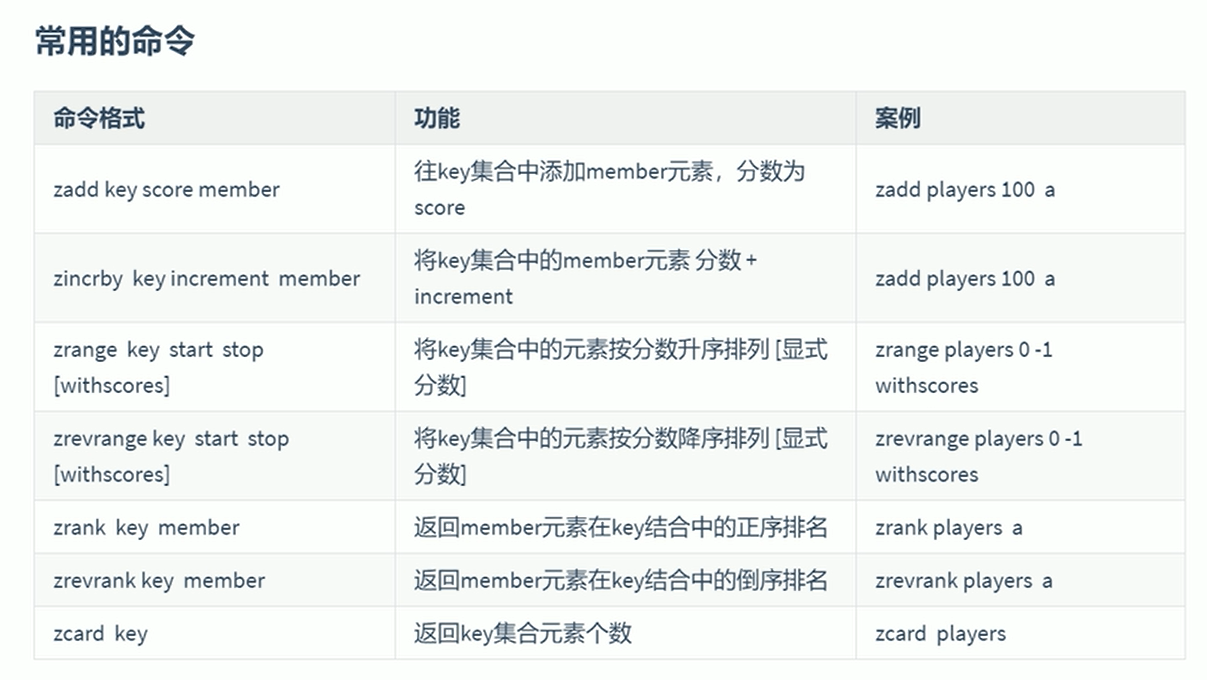 常用的命令
命令格式 功能 案例
zadd key score member
往key集合中添加member元素，分数为
score
zadd players 100 a
zincrby key increment member
将key集合中的member元素 分数 +
increment
zadd players 100 a
zrange key start stop
[withscores]
将key集合中的元素按分数升序排列 [显式
分数]
zrange players 0 -1
withscores
zrevrange key start stop
[withscores]
将key集合中的元素按分数降序排列 [显式
分数]
zrevrange players 0 -1
withscores
zrank key member
返回member元素在key结合中的正序排名
zrank players a
zrevrank key member
返回member元素在key结合中的倒序排名
zrevrank players a
zcard key
返回key集合元素个数
zcard players